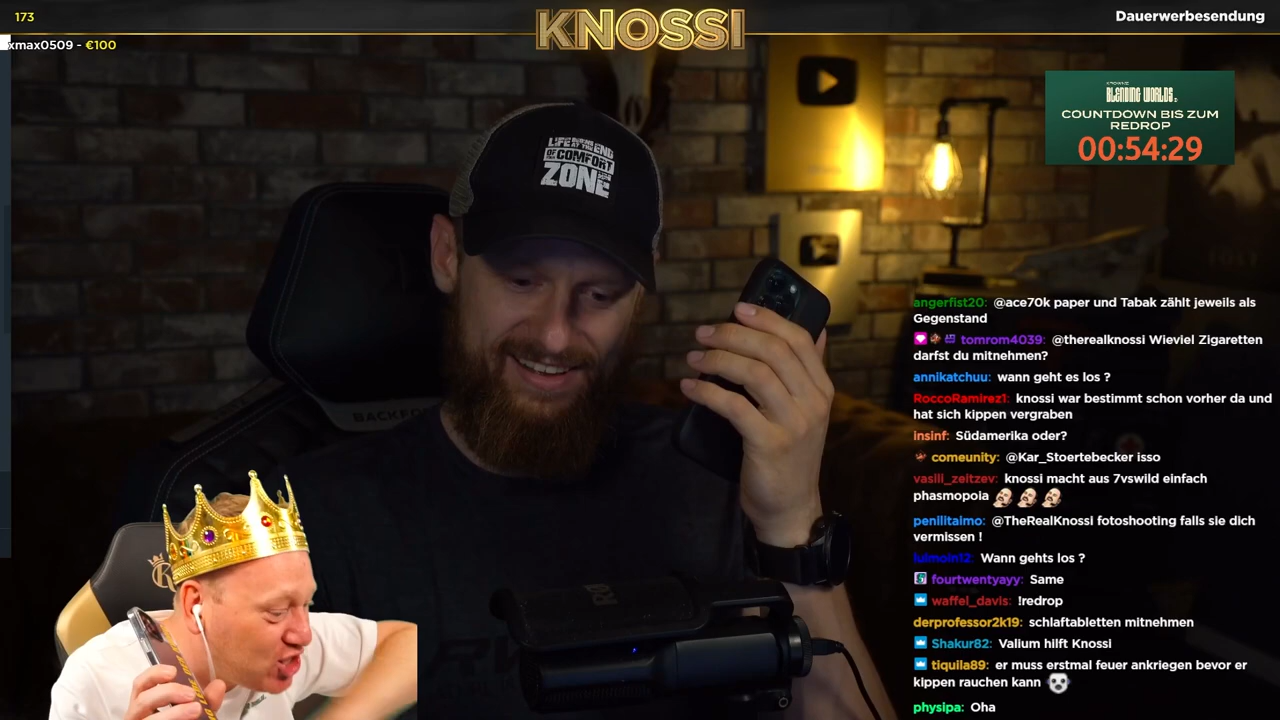 173
KNOSSI
Dauerwerbesendung
xmax0509 - €100
BLENDING WORLDS
COUNTDOWN BIS ZUM
REDROP
00:54:29
LIFE BEGINS AT THE END
OF COMFORT
ZONE
BACKFO
angerfist20: @ace70k paper und Tabak zählt jeweils als
Gegenstand
tomrom4039: @therealknossi Wieviel Zigaretten
darfst du mitnehmen?
annikatchuu: wann geht es los ?
RoccoRamirez1: knossi war bestimmt schon vorher da und
hat sich kippen vergraben
insinf: Südamerika oder?
comeunity: @Kar_Stoertebecker isso
vasili_zeitzev: knossi macht aus 7vswild einfach
phasmopoia
penilitaimo: @TheRealKnossi fotoshooting falls sie dich
vermissen !
luimoin12: Wann gehts los ?
fourtwentyayy: Same
waffel_davis: !redrop
derprofessor2k19: schlaftabletten mitnehmen
Shakur82: Valium hilft Knossi
tiquila89: er muss erstmal feuer ankriegen bevor er
kippen rauchen kann
physipa: Oha